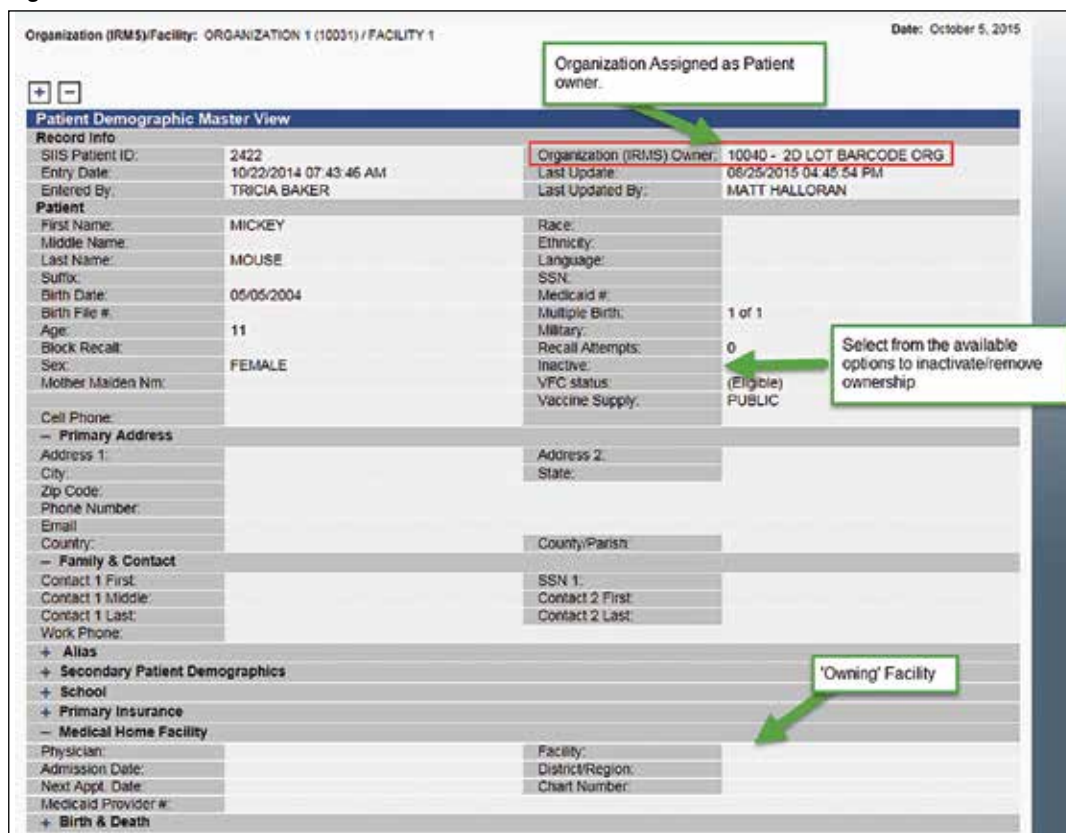 Organization (IRMS)/Facility: ORGANIZATION 1 (10031) / FACILITY 1
Date: October 5, 2015
Organization Assigned as Patient
owner.
+ −
Patient Demographic Master View
Record Info
SIIS Patient ID: 2422 Organization (IRMS) Owner: 10040 - 2D LOT BARCODE ORG
Entry Date: 10/22/2014 07:43:46 AM Last Update: 08/25/2015 04:45:54 PM
Entered By: TRICIA BAKER Last Updated By: MATT HALLORAN
Patient
First Name: MICKEY Race:
Middle Name: Ethnicity:
Last Name: MOUSE Language:
Suffix: SSN:
Birth Date: 05/05/2004 Medicaid #:
Birth File #: Multiple Birth: 1 of 1
Age: 11 Military:
Block Recall: Recall Attempts: 0
Sex: FEMALE Inactive:
Mother Maiden Nm: VFC status: (Eligible)
Vaccine Supply: PUBLIC
Select from the available
options to inactivate/remove
ownership
Cell Phone:
− Primary Address
Address 1: Address 2:
City: State:
Zip Code:
Phone Number:
Email
Country: County/Parish:
− Family & Contact
Contact 1 First: SSN 1:
Contact 1 Middle: Contact 2 First:
Contact 1 Last: Contact 2 Last:
Work Phone:
+ Alias
+ Secondary Patient Demographics
+ School
+ Primary Insurance
− Medical Home Facility
'Owning' Facility
Physician: Facility:
Admission Date: District/Region:
Next Appt. Date: Chart Number:
Medicaid Provider #:
+ Birth & Death